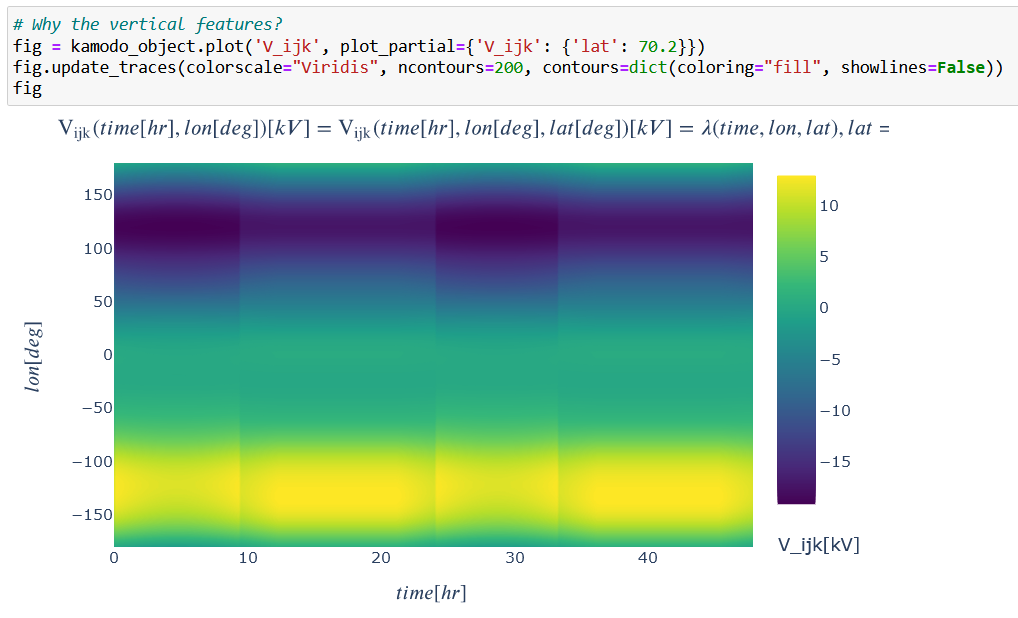 # Why the vertical features?
fig = kamodo_object.plot('V_ijk', plot_partial={'V_ijk': {'lat': 70.2}})
fig.update_traces(colorscale="Viridis", ncontours=200, contours=dict(coloring="fill", showlines=False))
fig
V_ijk(time[hr], lon[deg])[kV] = V_ijk(time[hr], lon[deg], lat[deg])[kV] = λ(time, lon, lat), lat =
150
100
50
0
−50
−100
−150
lon[deg]
0 10 20 30 40
time[hr]
10
5
0
−5
−10
−15
V_ijk[kV]